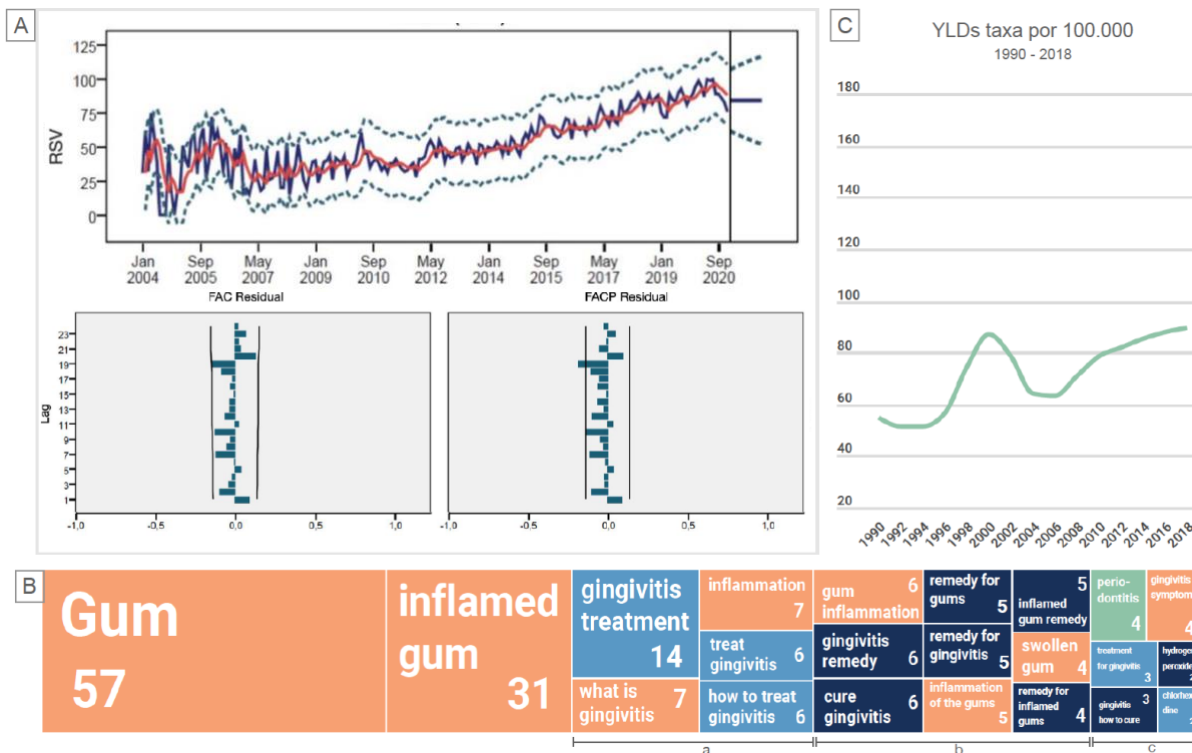 A
125
100
75
50
25
0
RSV
Jan 2004
Sep 2005
May 2007
Jan 2009
Sep 2010
May 2012
Jan 2014
Sep 2015
May 2017
Jan 2019
Sep 2020
FAC Residual
FACP Residual
Lag
23
21
19
17
15
13
11
9
7
5
3
1
-1,0
-0,5
0,0
0,5
1,0
-1,0
-0,5
0,0
0,5
1,0
C
YLDs taxa por 100.000
1990 - 2018
180
160
140
120
100
80
60
40
20
1990
1992
1994
1996
1998
2000
2002
2004
2006
2008
2010
2012
2014
2016
2018
B
Gum
57
inflamed
gum
31
gingivitis
treatment
14
what is
gingivitis
7
inflammation
7
treat
gingivitis
6
how to treat
gingivitis
6
gum
inflammation
6
gingivitis
remedy
6
cure
gingivitis
6
remedy for
gums
5
remedy for
gingivitis
5
inflammation
of the gums
5
5
inflamed
gum remedy
swollen
gum
4
remedy for
inflamed
gums
4
perio-
dontitis
4
gingivitis
symptom
4
treatment
for gingivitis
3
hydrogen
peroxide
gingivitis
how to cure
3
chlorhex
dine
a
b
c